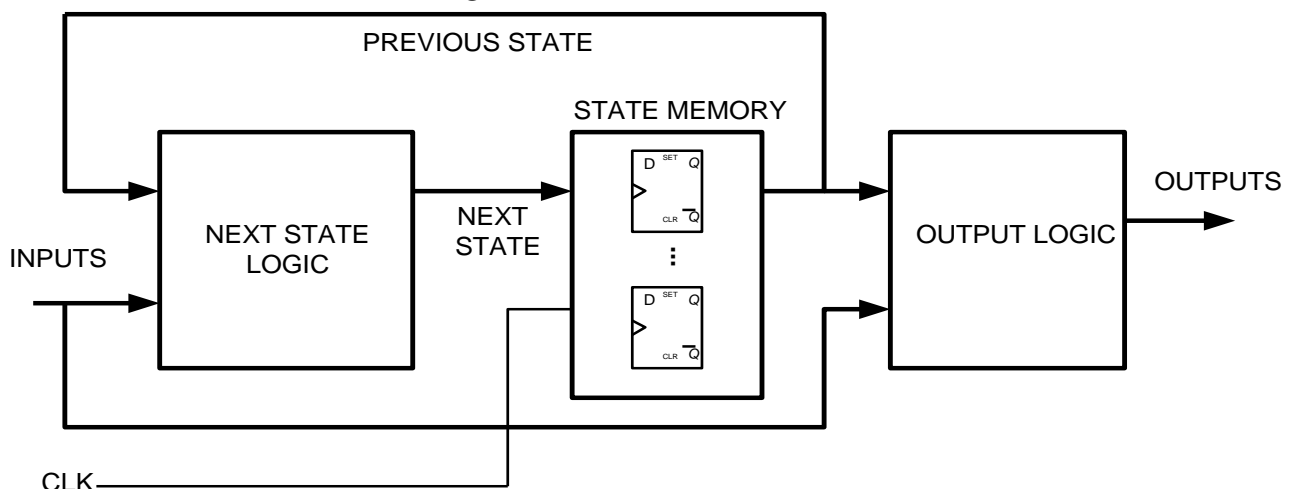 PREVIOUS STATE
STATE MEMORY
D SET Q
CLR Q
...
D SET Q
CLR Q
NEXT STATE
LOGIC
NEXT
STATE
OUTPUT LOGIC
OUTPUTS
INPUTS
CLK